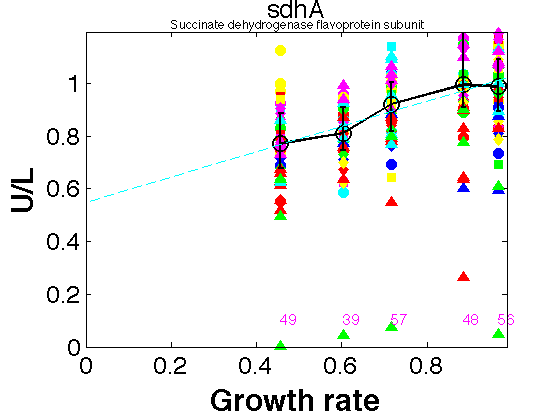 sdhA
Succinate dehydrogenase flavoprotein subunit
U/L
1
0.8
0.6
0.4
0.2
0
49 39 57 48 56
0 0.2 0.4 0.6 0.8
Growth rate